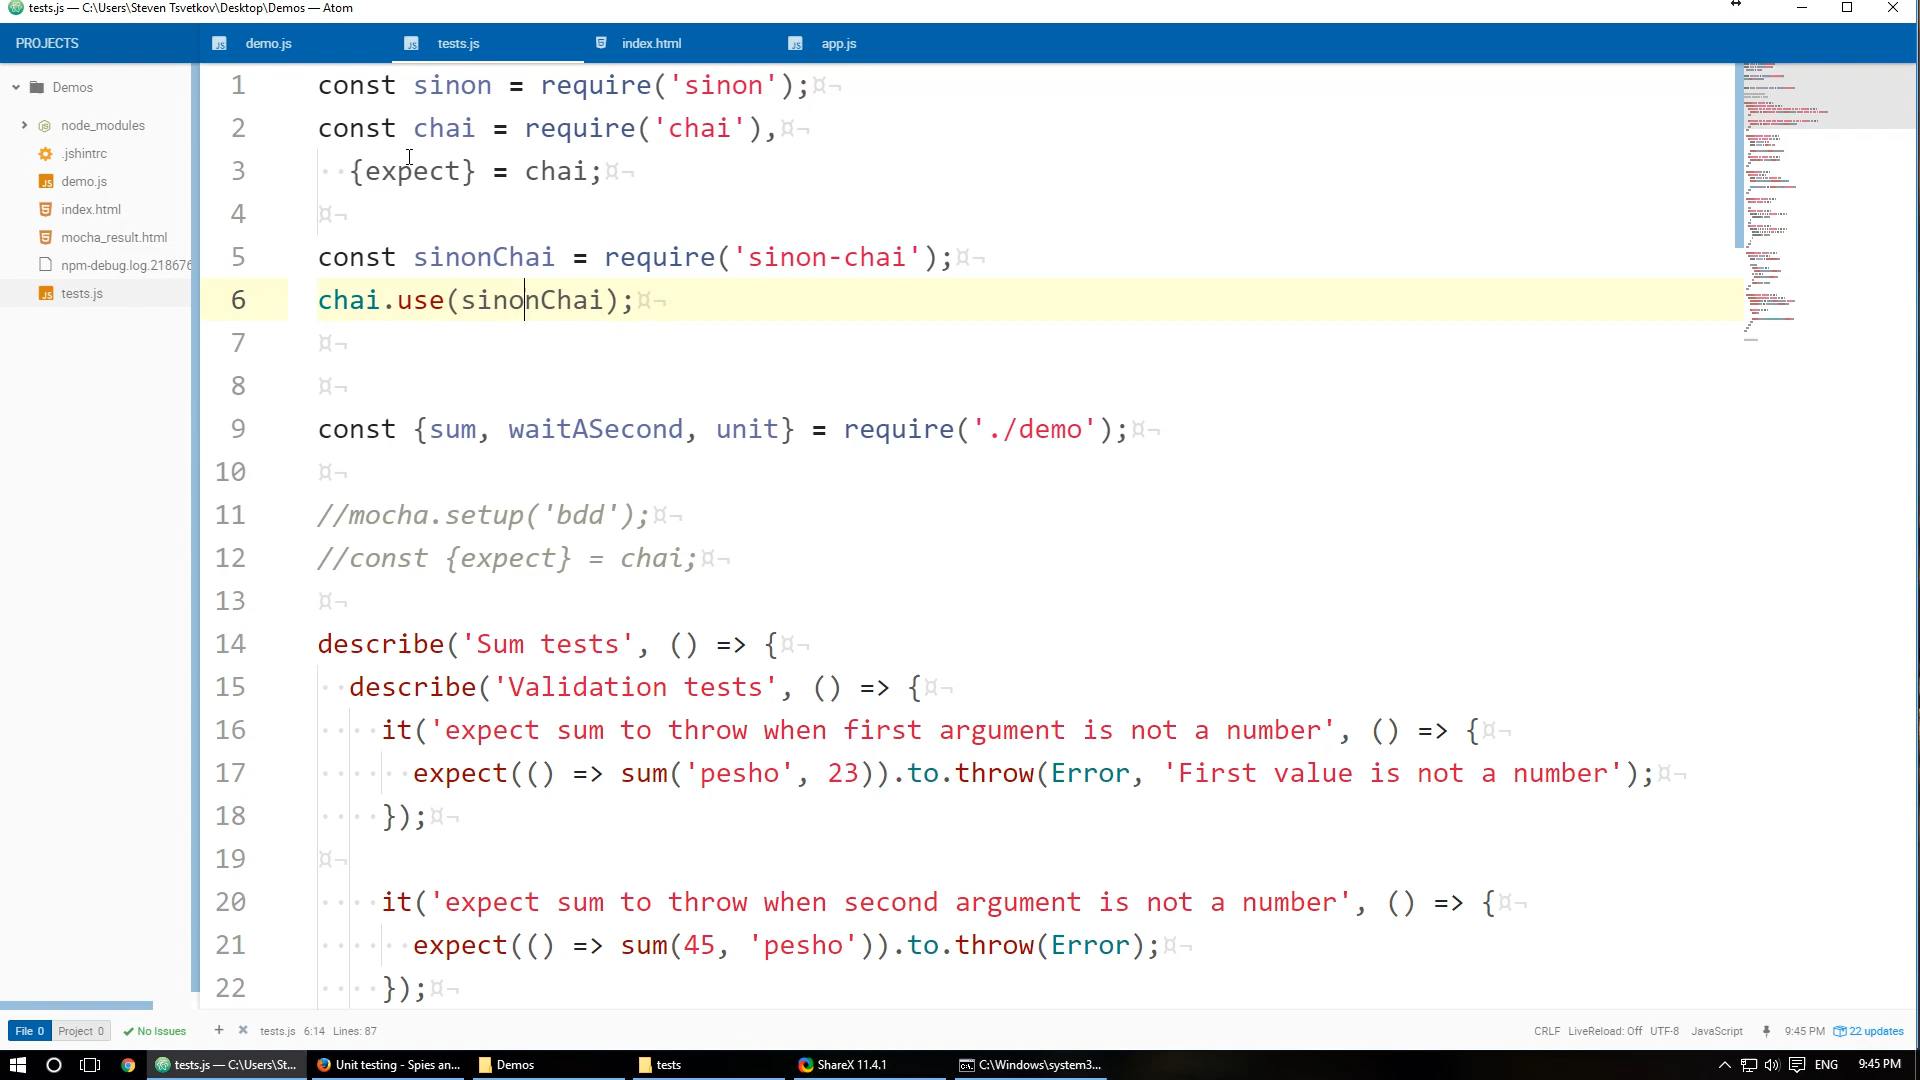 tests.js — C:\Users\Steven Tsvetkov\Desktop\Demos — Atom
PROJECTS
demo.js
tests.js
index.html
app.js
Demos
node_modules
.jshintrc
demo.js
index.html
mocha_result.html
npm-debug.log.218676
tests.js
1 const sinon = require('sinon');¤¬
2 const chai = require('chai'),¤¬
3 ··{expect} = chai;¤¬
4 ¤¬
5 const sinonChai = require('sinon-chai');¤¬
6 chai.use(sinonChai);¤¬
7 ¤¬
8 ¤¬
9 const {sum, waitASecond, unit} = require('./demo');¤¬
10 ¤¬
11 //mocha.setup('bdd');¤¬
12 //const {expect} = chai;¤¬
13 ¤¬
14 describe('Sum tests', () => {¤¬
15 ··describe('Validation tests', () => {¤¬
16 ····it('expect sum to throw when first argument is not a number', () => {¤¬
17 ······expect(() => sum('pesho', 23)).to.throw(Error, 'First value is not a number');¤¬
18 ····});¤¬
19 ¤¬
20 ····it('expect sum to throw when second argument is not a number', () => {¤¬
21 ······expect(() => sum(45, 'pesho')).to.throw(Error);¤¬
22 ····});¤¬
File 0 Project 0 No Issues + tests.js 6:14 Lines: 87 CRLF LiveReload: Off UTF-8 JavaScript 9:45 PM 22 updates
tests.js — C:\Users\St... Unit testing - Spies an... Demos tests ShareX 11.4.1 C:\Windows\system3... ENG 9:45 PM